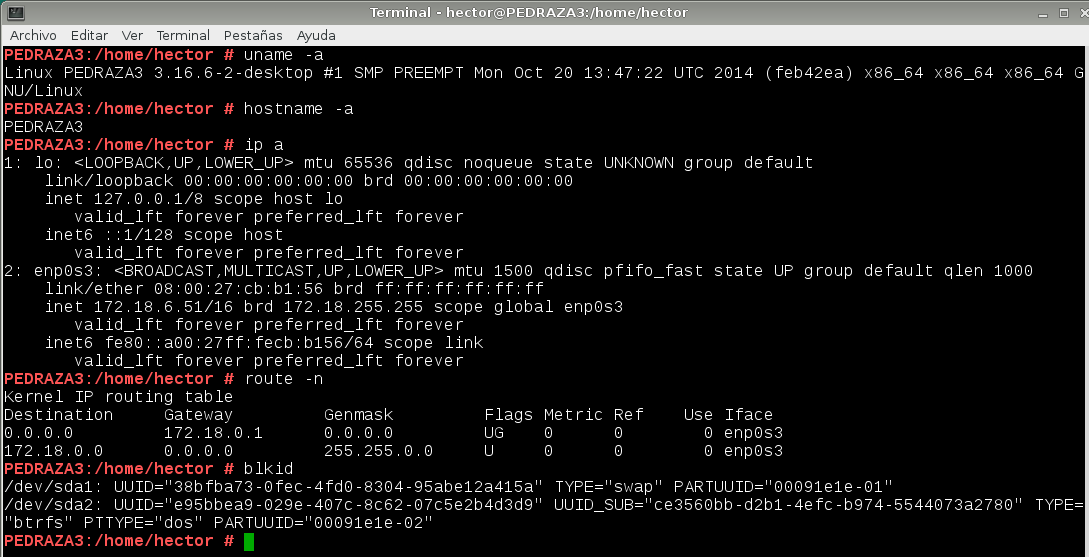 Terminal - hector@PEDRAZA3:/home/hector
Archivo Editar Ver Terminal Pestañas Ayuda
PEDRAZA3:/home/hector # uname -a
Linux PEDRAZA3 3.16.6-2-desktop #1 SMP PREEMPT Mon Oct 20 13:47:22 UTC 2014 (feb42ea) x86_64 x86_64 x86_64 G
NU/Linux
PEDRAZA3:/home/hector # hostname -a
PEDRAZA3
PEDRAZA3:/home/hector # ip a
1: lo: <LOOPBACK,UP,LOWER_UP> mtu 65536 qdisc noqueue state UNKNOWN group default
    link/loopback 00:00:00:00:00:00 brd 00:00:00:00:00:00
    inet 127.0.0.1/8 scope host lo
       valid_lft forever preferred_lft forever
    inet6 ::1/128 scope host
       valid_lft forever preferred_lft forever
2: enp0s3: <BROADCAST,MULTICAST,UP,LOWER_UP> mtu 1500 qdisc pfifo_fast state UP group default qlen 1000
    link/ether 08:00:27:cb:b1:56 brd ff:ff:ff:ff:ff:ff
    inet 172.18.6.51/16 brd 172.18.255.255 scope global enp0s3
       valid_lft forever preferred_lft forever
    inet6 fe80::a00:27ff:fecb:b156/64 scope link
       valid_lft forever preferred_lft forever
PEDRAZA3:/home/hector # route -n
Kernel IP routing table
Destination     Gateway         Genmask         Flags Metric Ref    Use Iface
0.0.0.0         172.18.0.1      0.0.0.0         UG    0      0        0 enp0s3
172.18.0.0      0.0.0.0         255.255.0.0     U     0      0        0 enp0s3
PEDRAZA3:/home/hector # blkid
/dev/sda1: UUID="38bfba73-0fec-4fd0-8304-95abe12a415a" TYPE="swap" PARTUUID="00091e1e-01"
/dev/sda2: UUID="e95bbea9-029e-407c-8c62-07c5e2b4d3d9" UUID_SUB="ce3560bb-d2b1-4efc-b974-5544073a2780" TYPE=
"btrfs" PTTYPE="dos" PARTUUID="00091e1e-02"
PEDRAZA3:/home/hector #